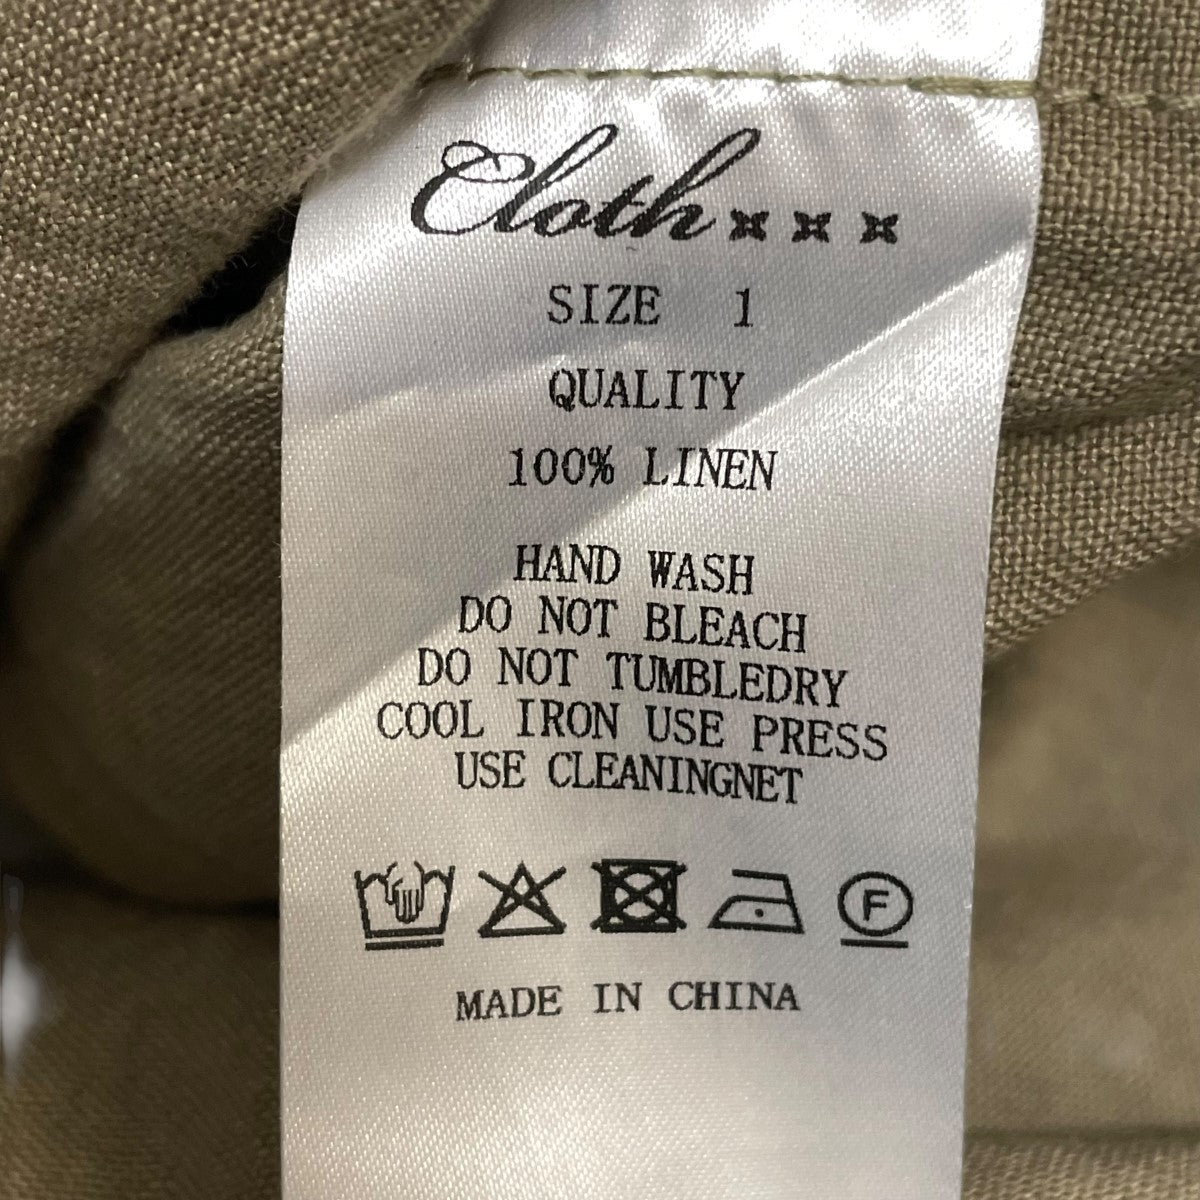 Cloth×××
SIZE 1
QUALITY
100% LINEN
HAND WASH
DO NOT BLEACH
DO NOT TUMBLEDRY
COOL IRON USE PRESS
USE CLEANINGNET
F
MADE IN CHINA